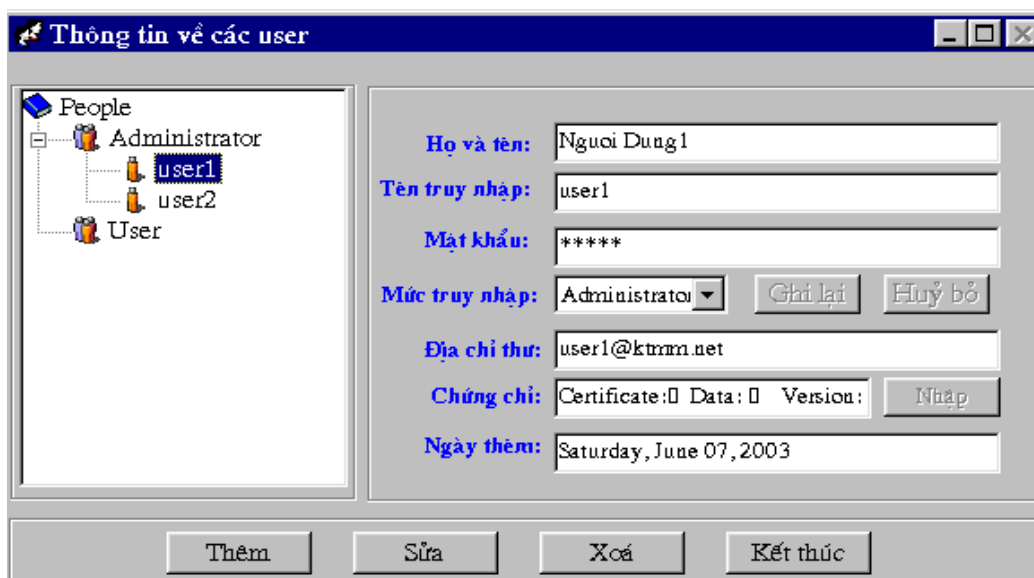 Thông tin về các user
People
Administrator
user1
user2
User
Họ và tên: Nguoi Dung1
Tên truy nhập: user1
Mật khẩu: *****
Mức truy nhập: Administrato Ghi lại Huỷ bỏ
Địa chỉ thư: user1@ktmm.net
Chứng chỉ: Certificate:▯ Data: ▯ Version: Nhập
Ngày thêm: Saturday, June 07, 2003
Thêm Sửa Xoá Kết thúc